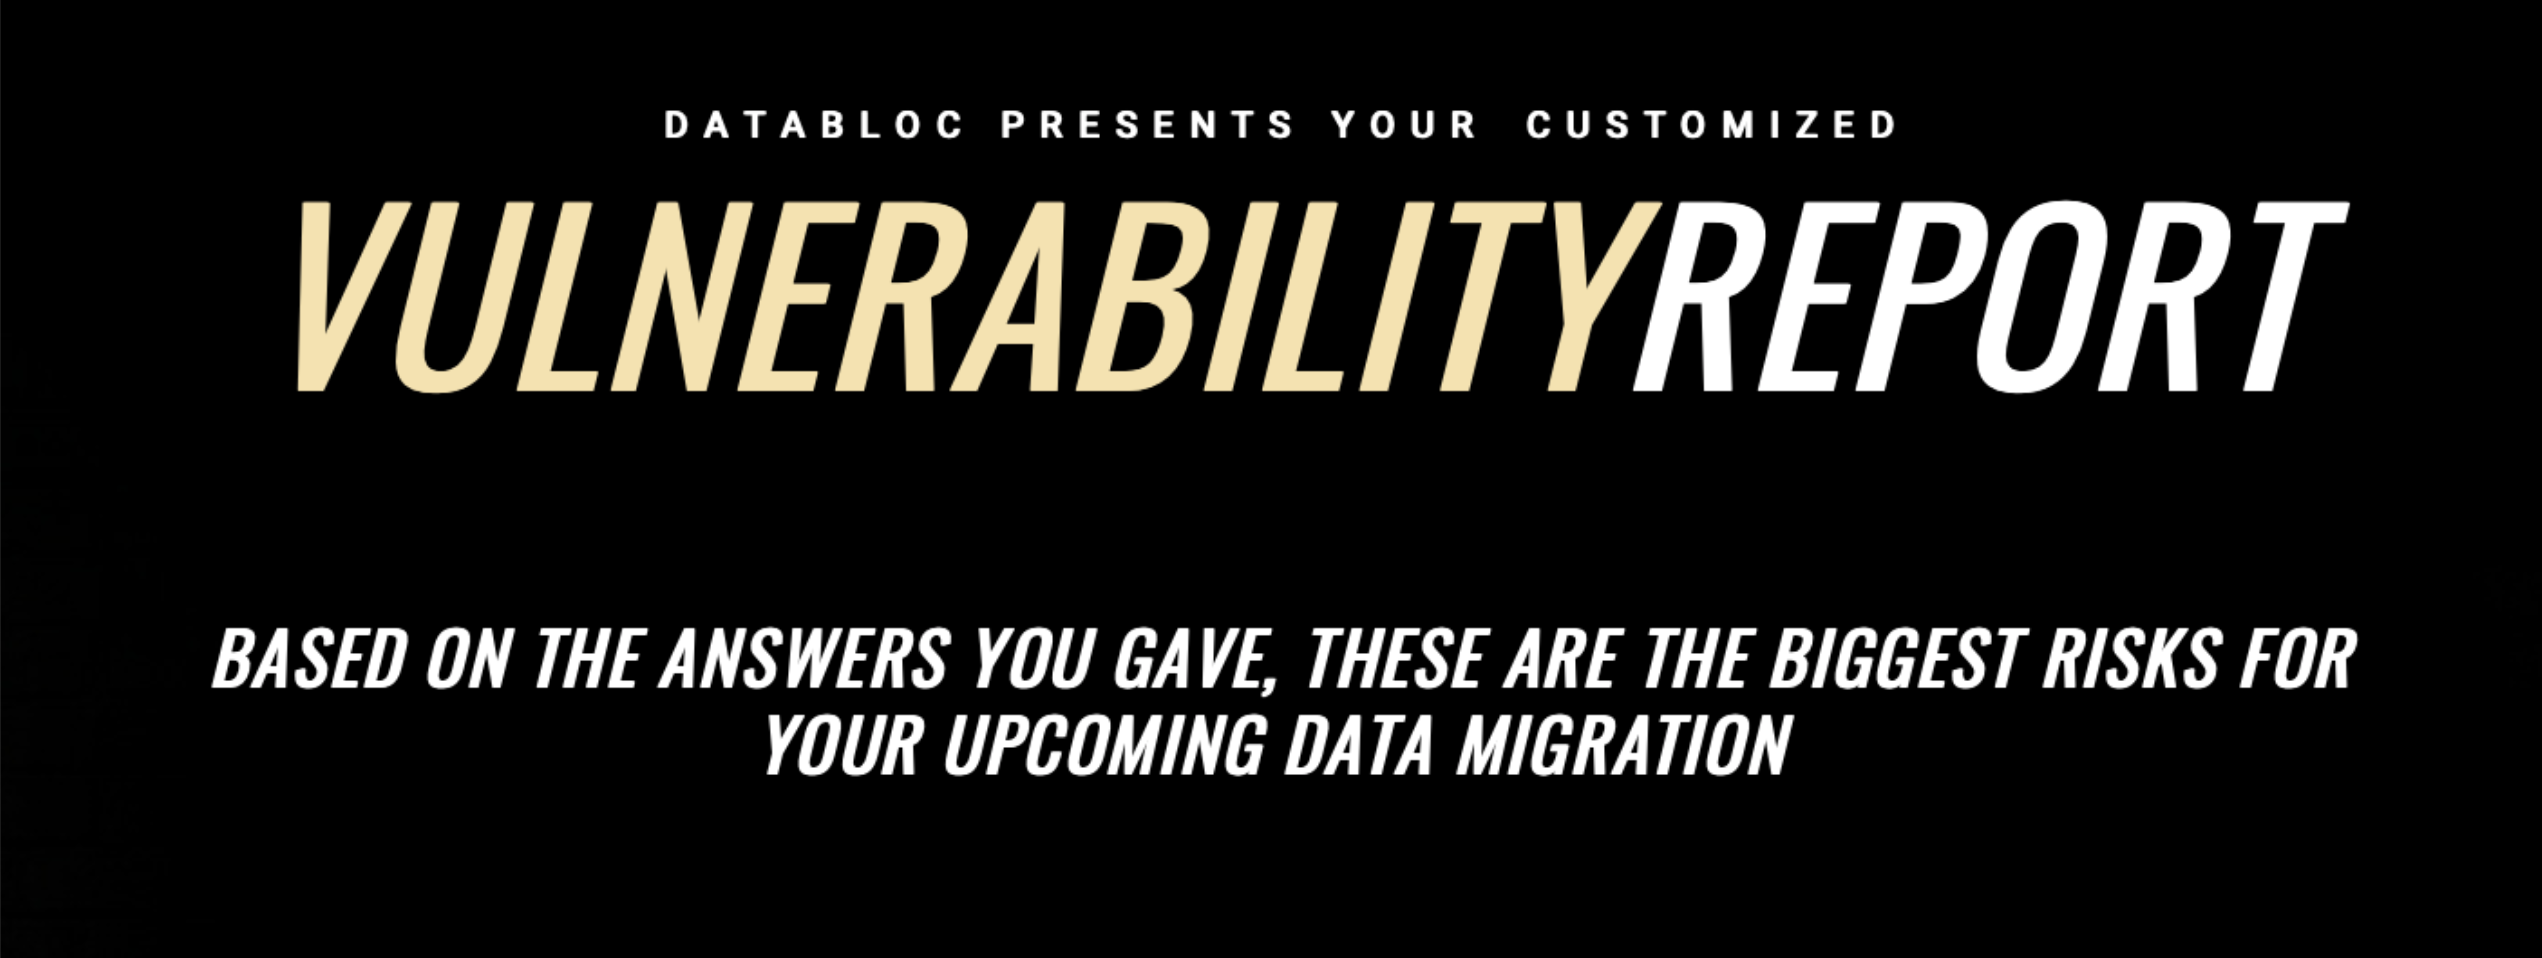 DATABLOC PRESENTS YOUR CUSTOMIZED
VULNERABILITYREPORT
BASED ON THE ANSWERS YOU GAVE, THESE ARE THE BIGGEST RISKS FOR
YOUR UPCOMING DATA MIGRATION